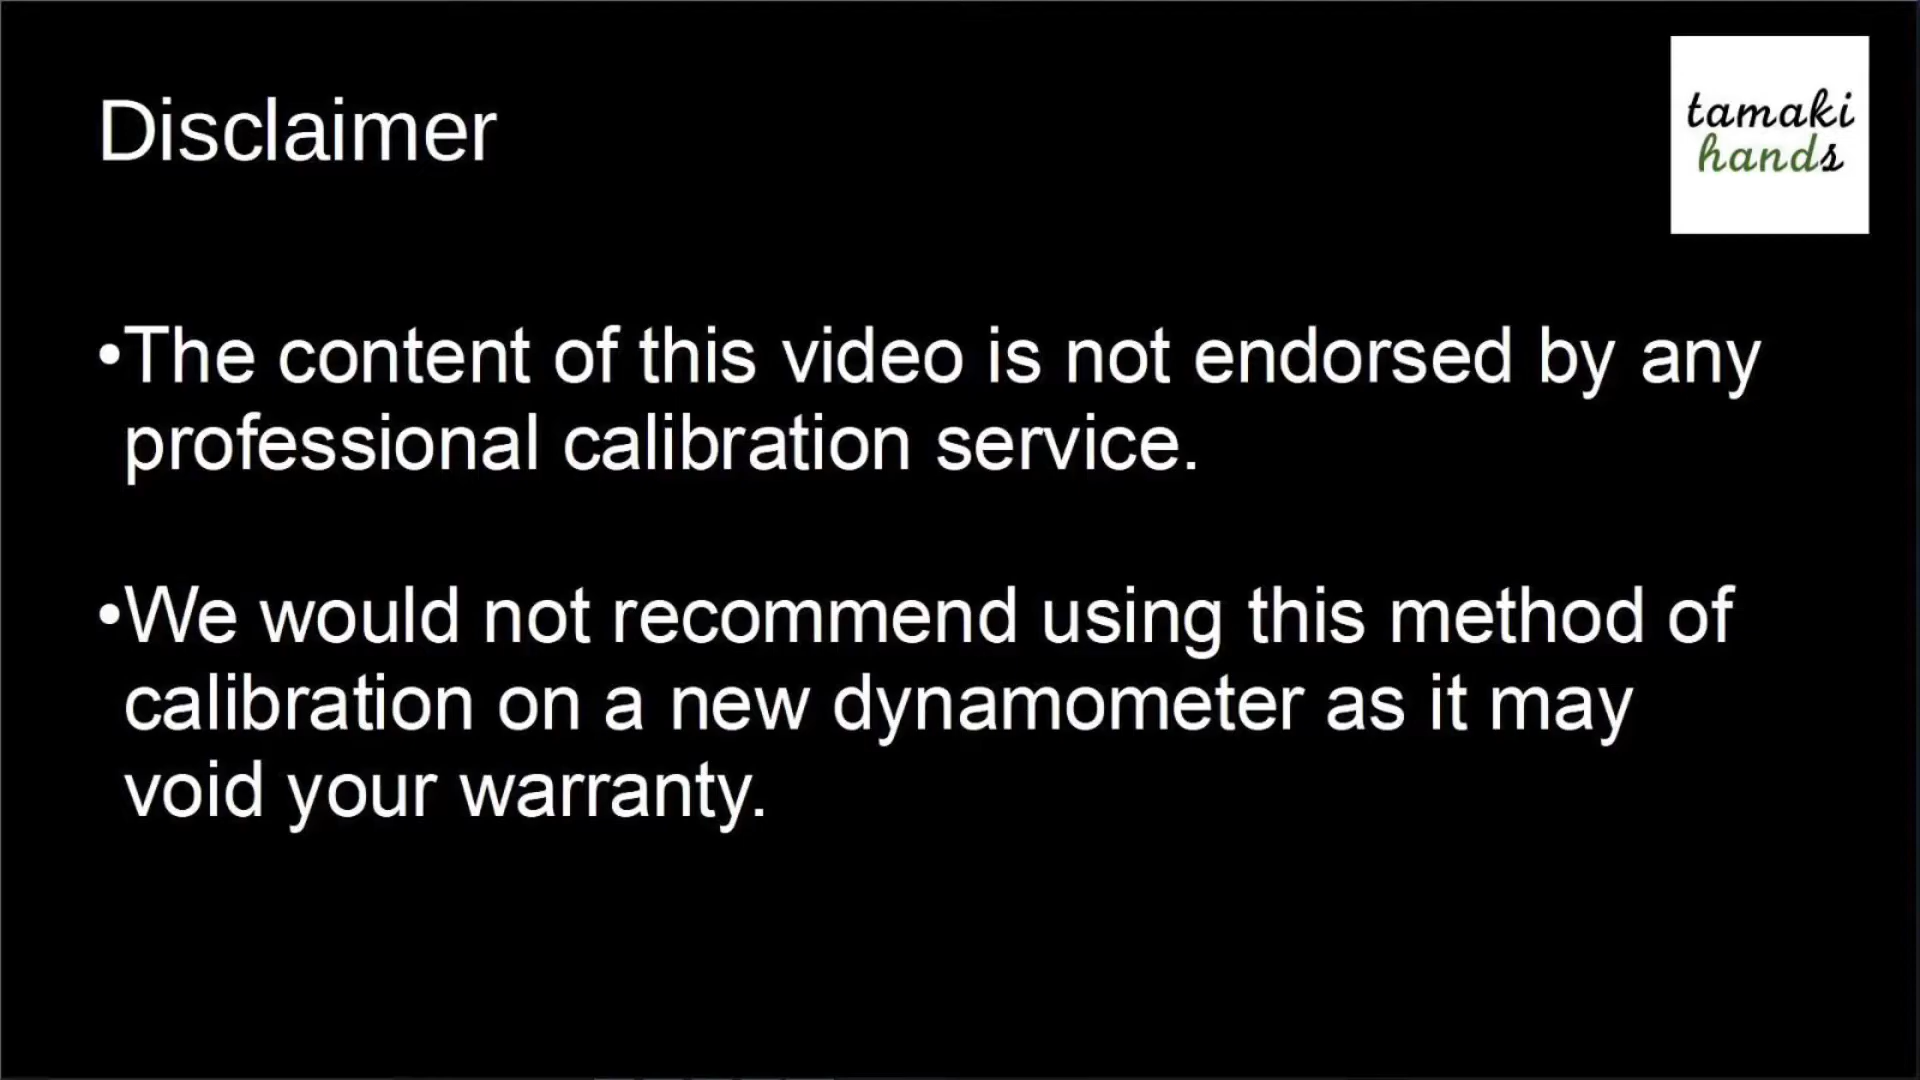 Disclaimer
tamaki
hands
•The content of this video is not endorsed by any
professional calibration service.
•We would not recommend using this method of
calibration on a new dynamometer as it may
void your warranty.